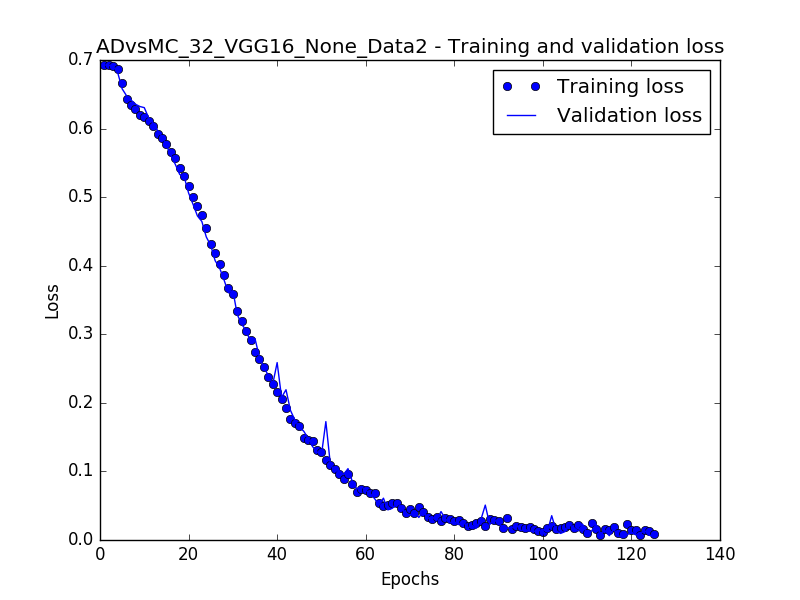 ADvsMC_32_VGG16_None_Data2 - Training and validation loss
0.7
0.6
0.5
0.4
0.3
0.2
0.1
0.0
Loss
Training loss
Validation loss
0 20 40 60 80 100 120 140
Epochs